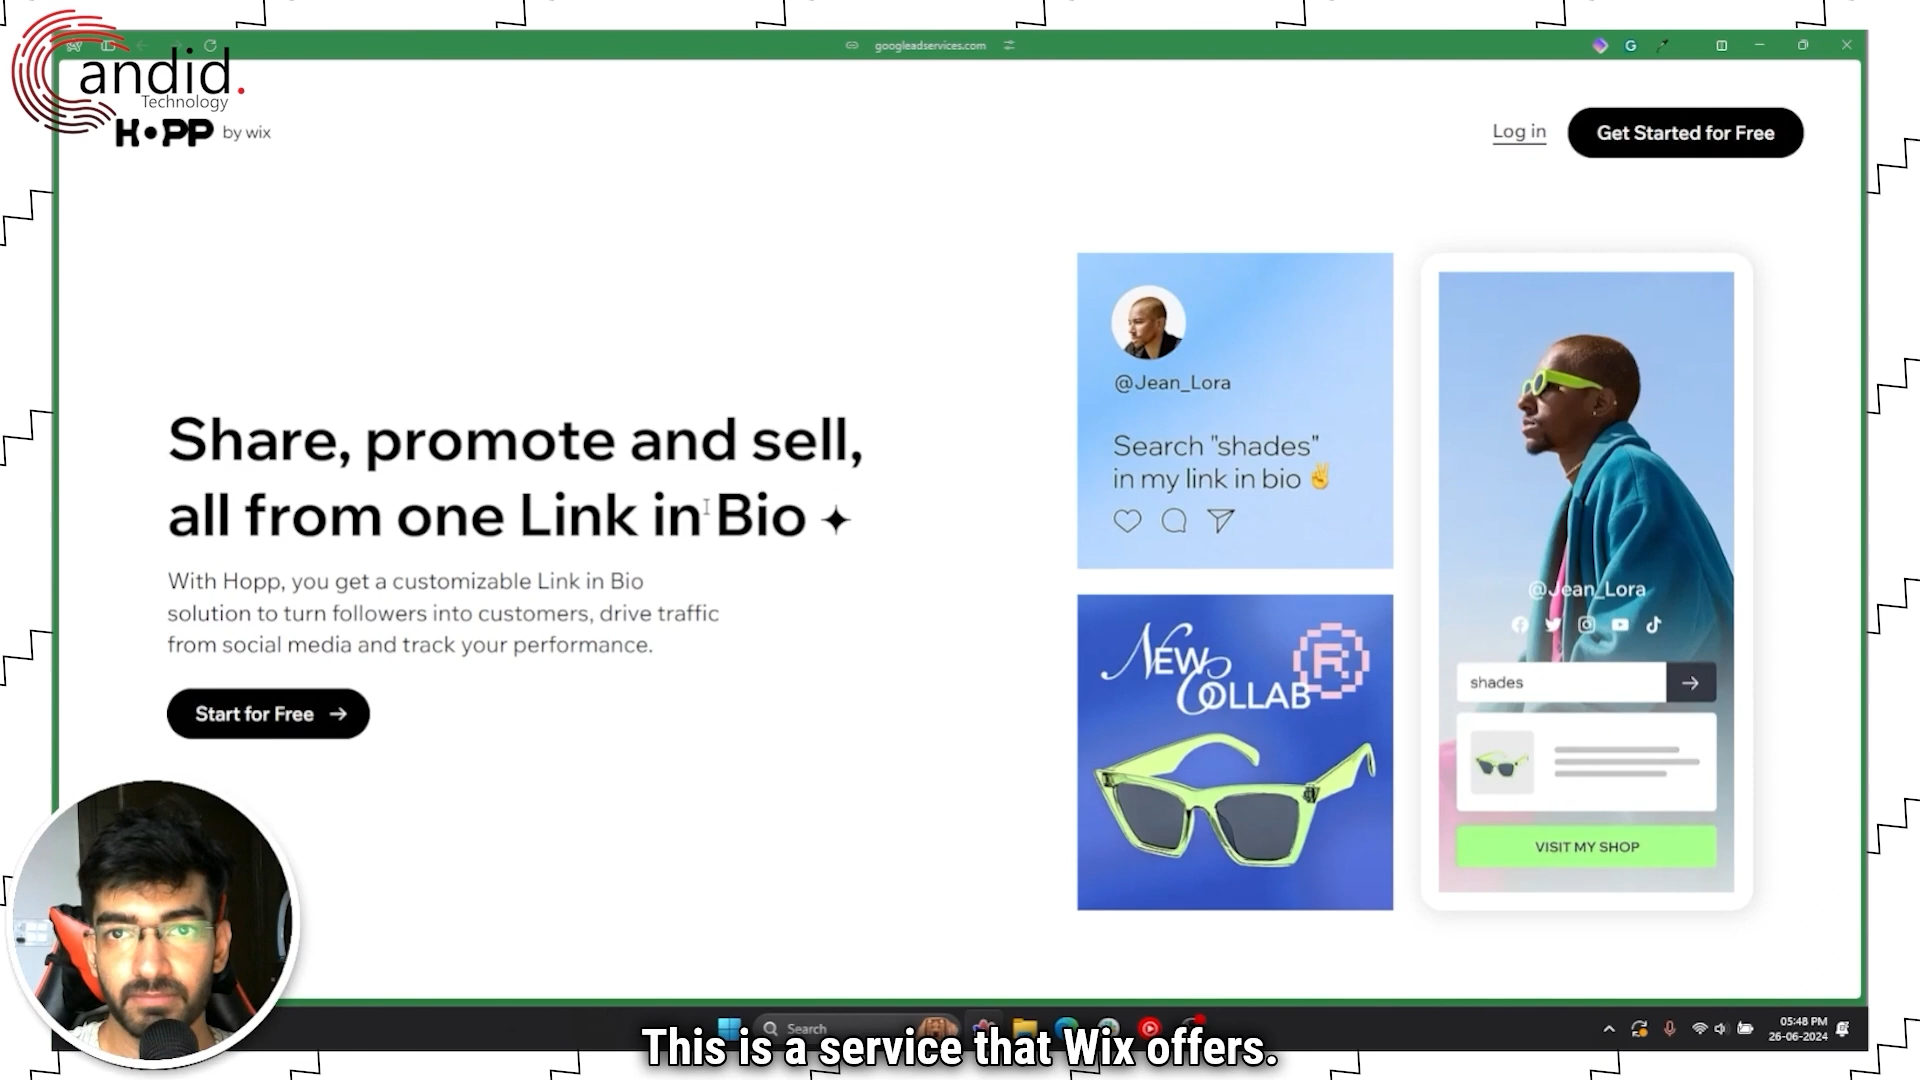 googleadservices.com
andid.
Technology
HOPP by wix
Log in
Get Started for Free
@Jean_Lora
Search "shades"
in my link in bio ✌
Share, promote and sell,
all from one Link in Bio ✦
With Hopp, you get a customizable Link in Bio
solution to turn followers into customers, drive traffic
from social media and track your performance.
Start for Free →
NEW
COLLAB
R
@Jean_Lora
shades
VISIT MY SHOP
Search
05:48 PM
26-06-2024
This is a service that Wix offers.